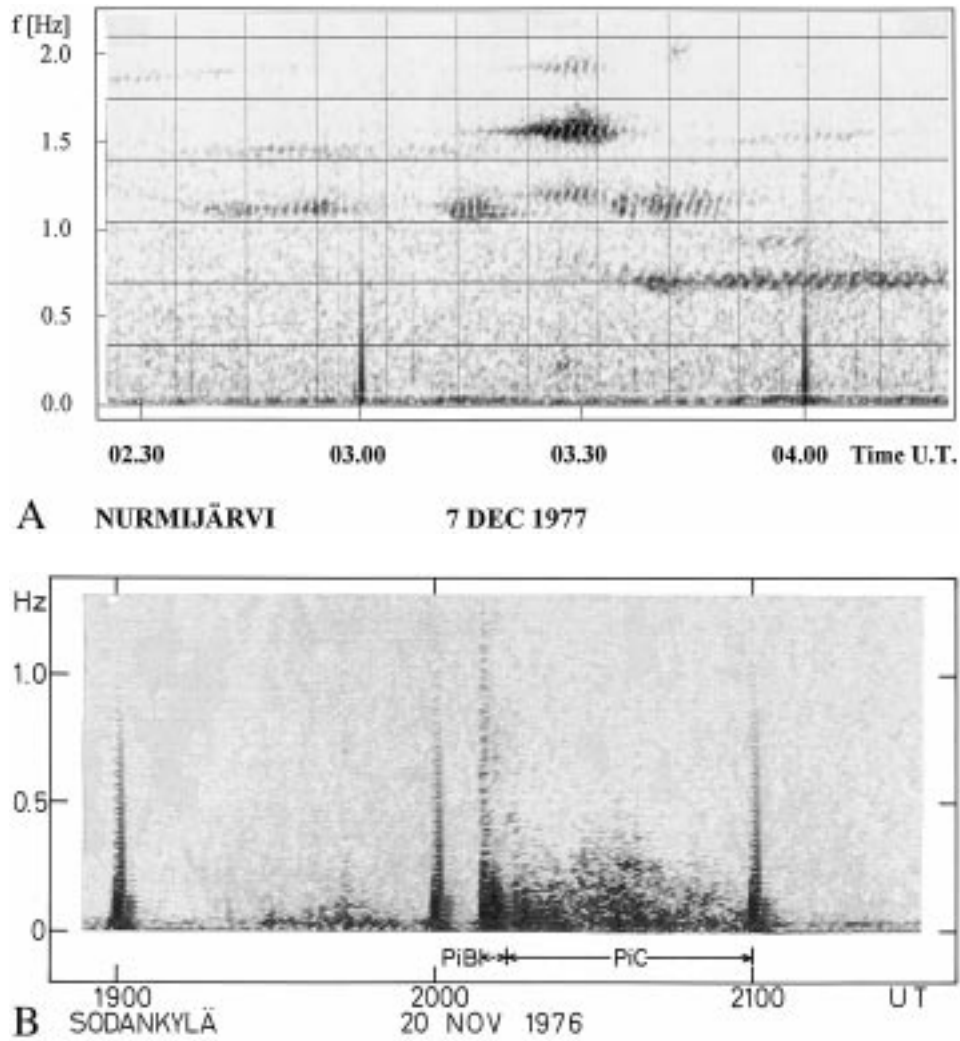 f [Hz]
2.0
1.5
1.0
0.5
0.0
02.30 03.00 03.30 04.00 Time U.T.
A NURMIJÄRVI 7 DEC 1977
Hz
1.0
0.5
0
PiB PiC
1900 2000 2100 UT
B SODANKYLÄ 20 NOV 1976